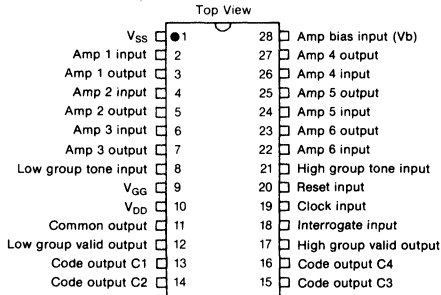 Top View
VSS 1 28 Amp bias input (Vb)
Amp 1 input 2 27 Amp 4 output
Amp 1 output 3 26 Amp 4 input
Amp 2 input 4 25 Amp 5 output
Amp 2 output 5 24 Amp 5 input
Amp 3 input 6 23 Amp 6 output
Amp 3 output 7 22 Amp 6 input
Low group tone input 8 21 High group tone input
VGG 9 20 Reset input
VDD 10 19 Clock input
Common output 11 18 Interrogate input
Low group valid output 12 17 High group valid output
Code output C1 13 16 Code output C4
Code output C2 14 15 Code output C3